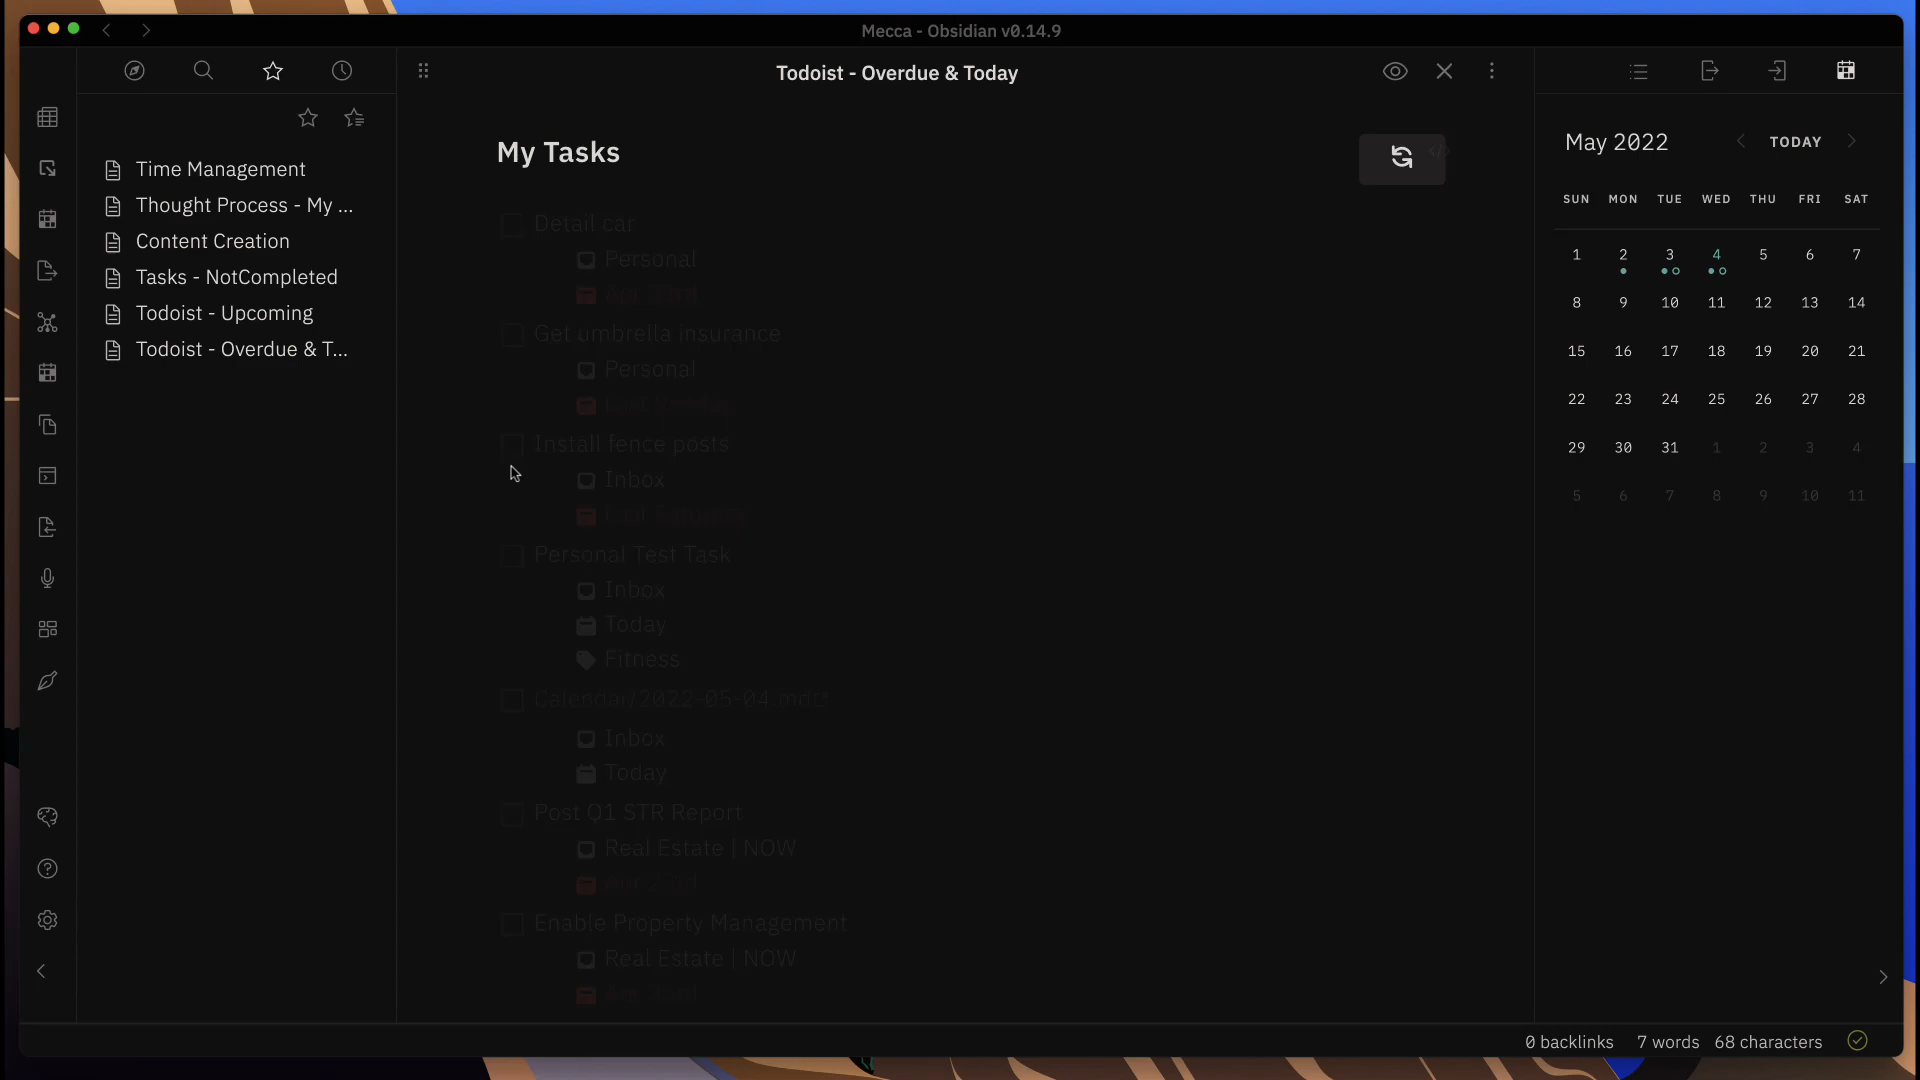 Mecca - Obsidian v0.14.9
Todoist - Overdue & Today
Time Management
Thought Process - My ...
Content Creation
Tasks - NotCompleted
Todoist - Upcoming
Todoist - Overdue & T...
My Tasks
Detail car
Personal
Get umbrella insurance
Personal
Install fence posts
Inbox
Personal Test Task
Inbox
Today
Fitness
Calendar/2022-05-04.md
Inbox
Today
Post Q1 STR Report
Real Estate | NOW
Enable Property Management
Real Estate | NOW
May 2022
TODAY
SUN MON TUE WED THU FRI SAT
1 2 3 4 5 6 7
8 9 10 11 12 13 14
15 16 17 18 19 20 21
22 23 24 25 26 27 28
29 30 31 1 2 3 4
5 6 7 8 9 10 11
0 backlinks 7 words 68 characters